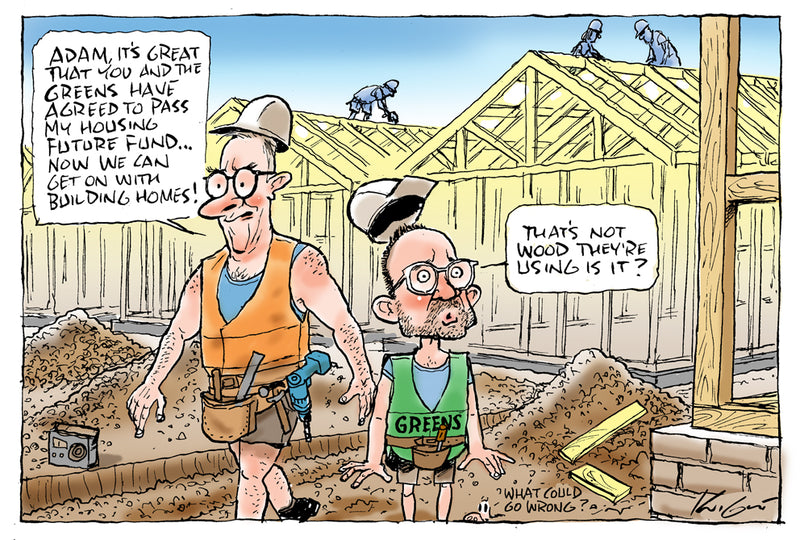 ADAM, IT'S GREAT
THAT YOU AND THE
GREENS HAVE
AGREED TO PASS
MY HOUSING
FUTURE FUND...
NOW WE CAN
GET ON WITH
BUILDING HOMES!
THAT'S NOT
WOOD THEY'RE
USING IS IT?
GREENS
WHAT COULD
GO WRONG?